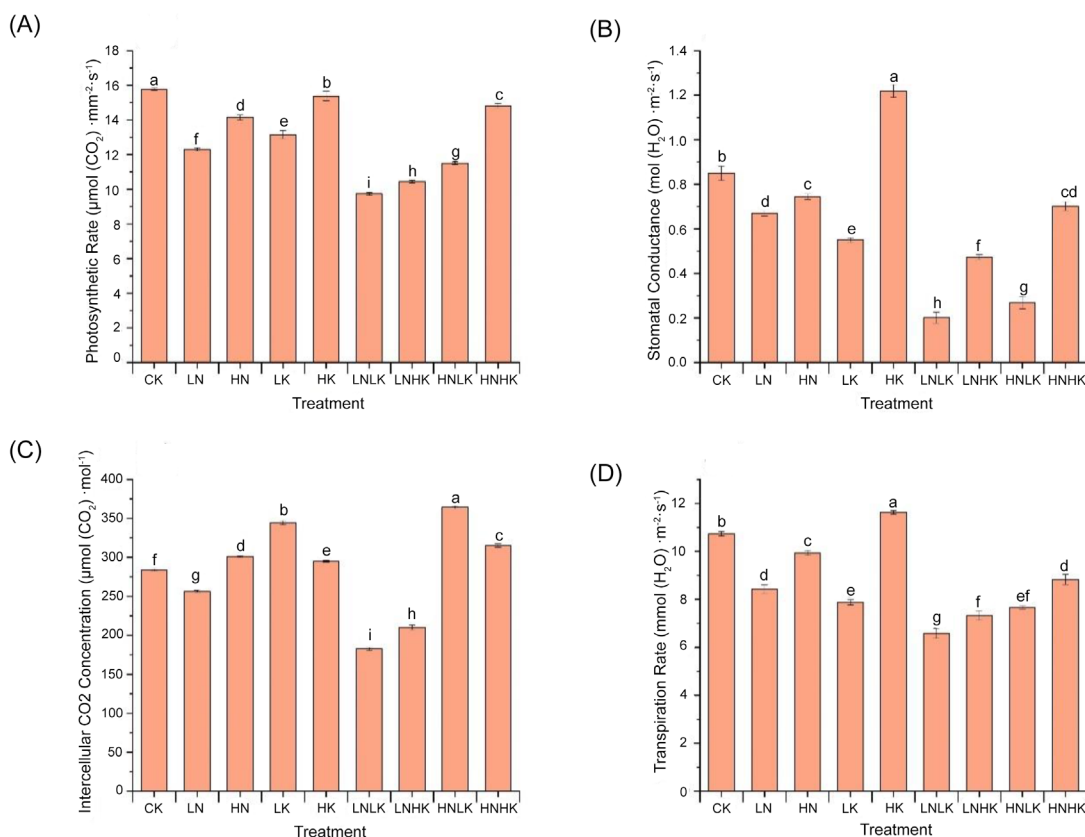 (A)
Photosynthetic Rate (µmol (CO₂) ·mm⁻²·s⁻¹)
18
16
14
12
10
8
6
4
2
0
a
f
d
e
b
i
h
g
c
CK LN HN LK HK LNLK LNHK HNLK HNHK
Treatment
(B)
Stomatal Conductance (mol (H₂O) ·m⁻²·s⁻¹)
1.4
1.2
1.0
0.8
0.6
0.4
0.2
0.0
b
d
c
e
a
h
f
g
cd
CK LN HN LK HK LNLK LNHK HNLK HNHK
Treatment
(C)
Intercellular CO2 Concentration (µmol (CO₂) ·mol⁻¹)
400
350
300
250
200
150
100
50
0
f
g
d
b
e
i
h
a
c
CK LN HN LK HK LNLK LNHK HNLK HNHK
Treatment
(D)
Transpiration Rate (mmol (H₂O) ·m⁻²·s⁻¹)
12
10
8
6
4
2
0
b
d
c
e
a
g
f
ef
d
CK LN HN LK HK LNLK LNHK HNLK HNHK
Treatment